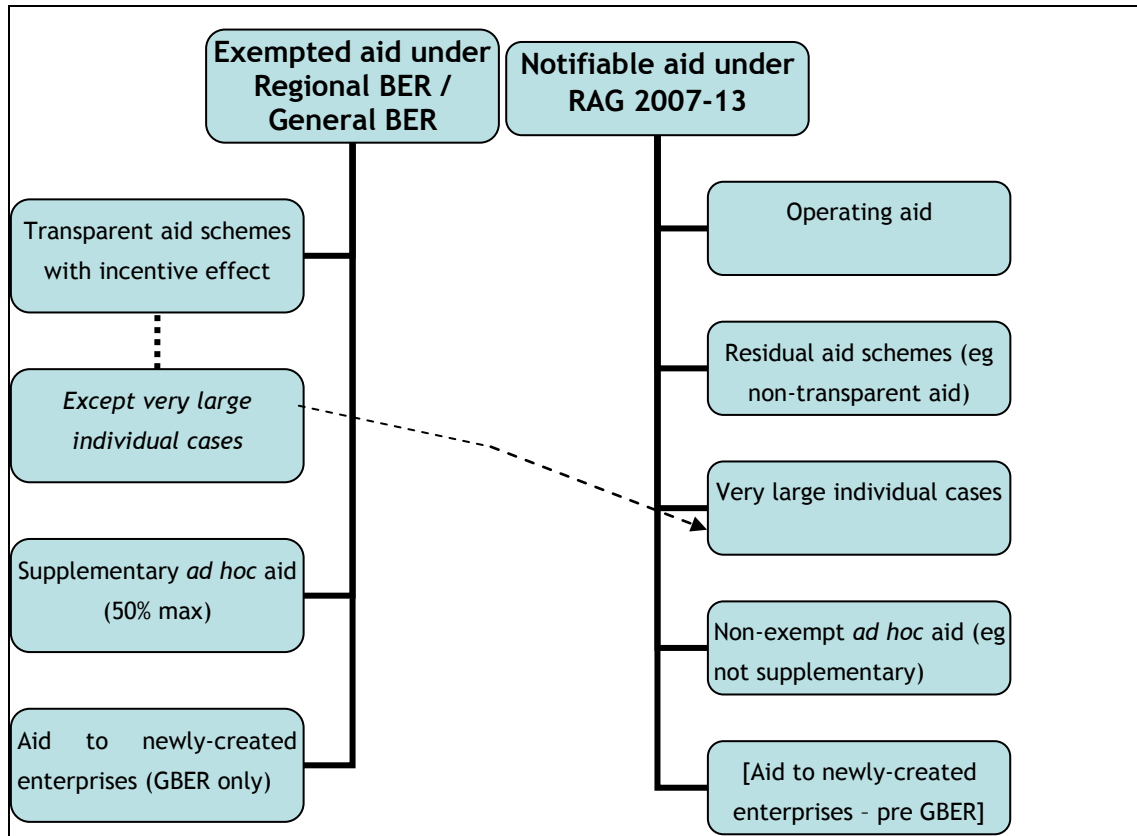 Exempted aid under
Regional BER /
General BER
Notifiable aid under
RAG 2007-13
Transparent aid schemes
with incentive effect
Except very large
individual cases
Supplementary ad hoc aid
(50% max)
Aid to newly-created
enterprises (GBER only)
Operating aid
Residual aid schemes (eg
non-transparent aid)
Very large individual cases
Non-exempt ad hoc aid (eg
not supplementary)
[Aid to newly-created
enterprises – pre GBER]